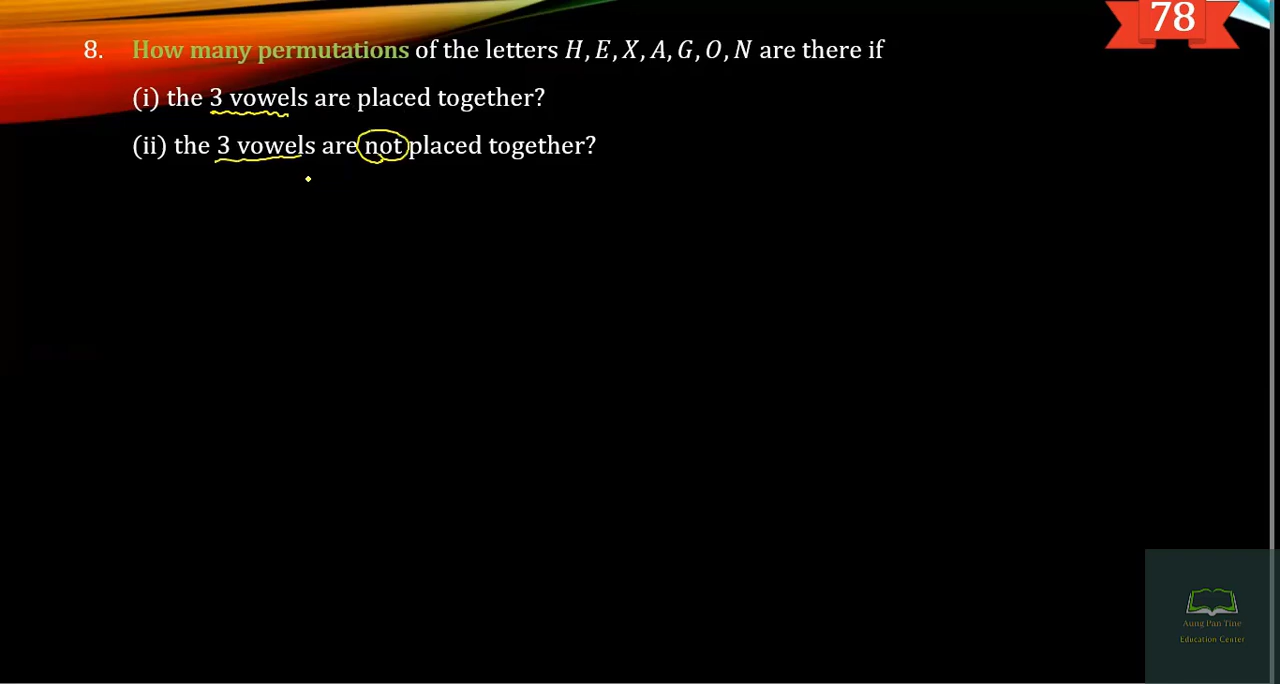 78
8. How many permutations of the letters H, E, X, A, G, O, N are there if
(i) the 3 vowels are placed together?
(ii) the 3 vowels are not placed together?
Aung Pan Tine
Education Center